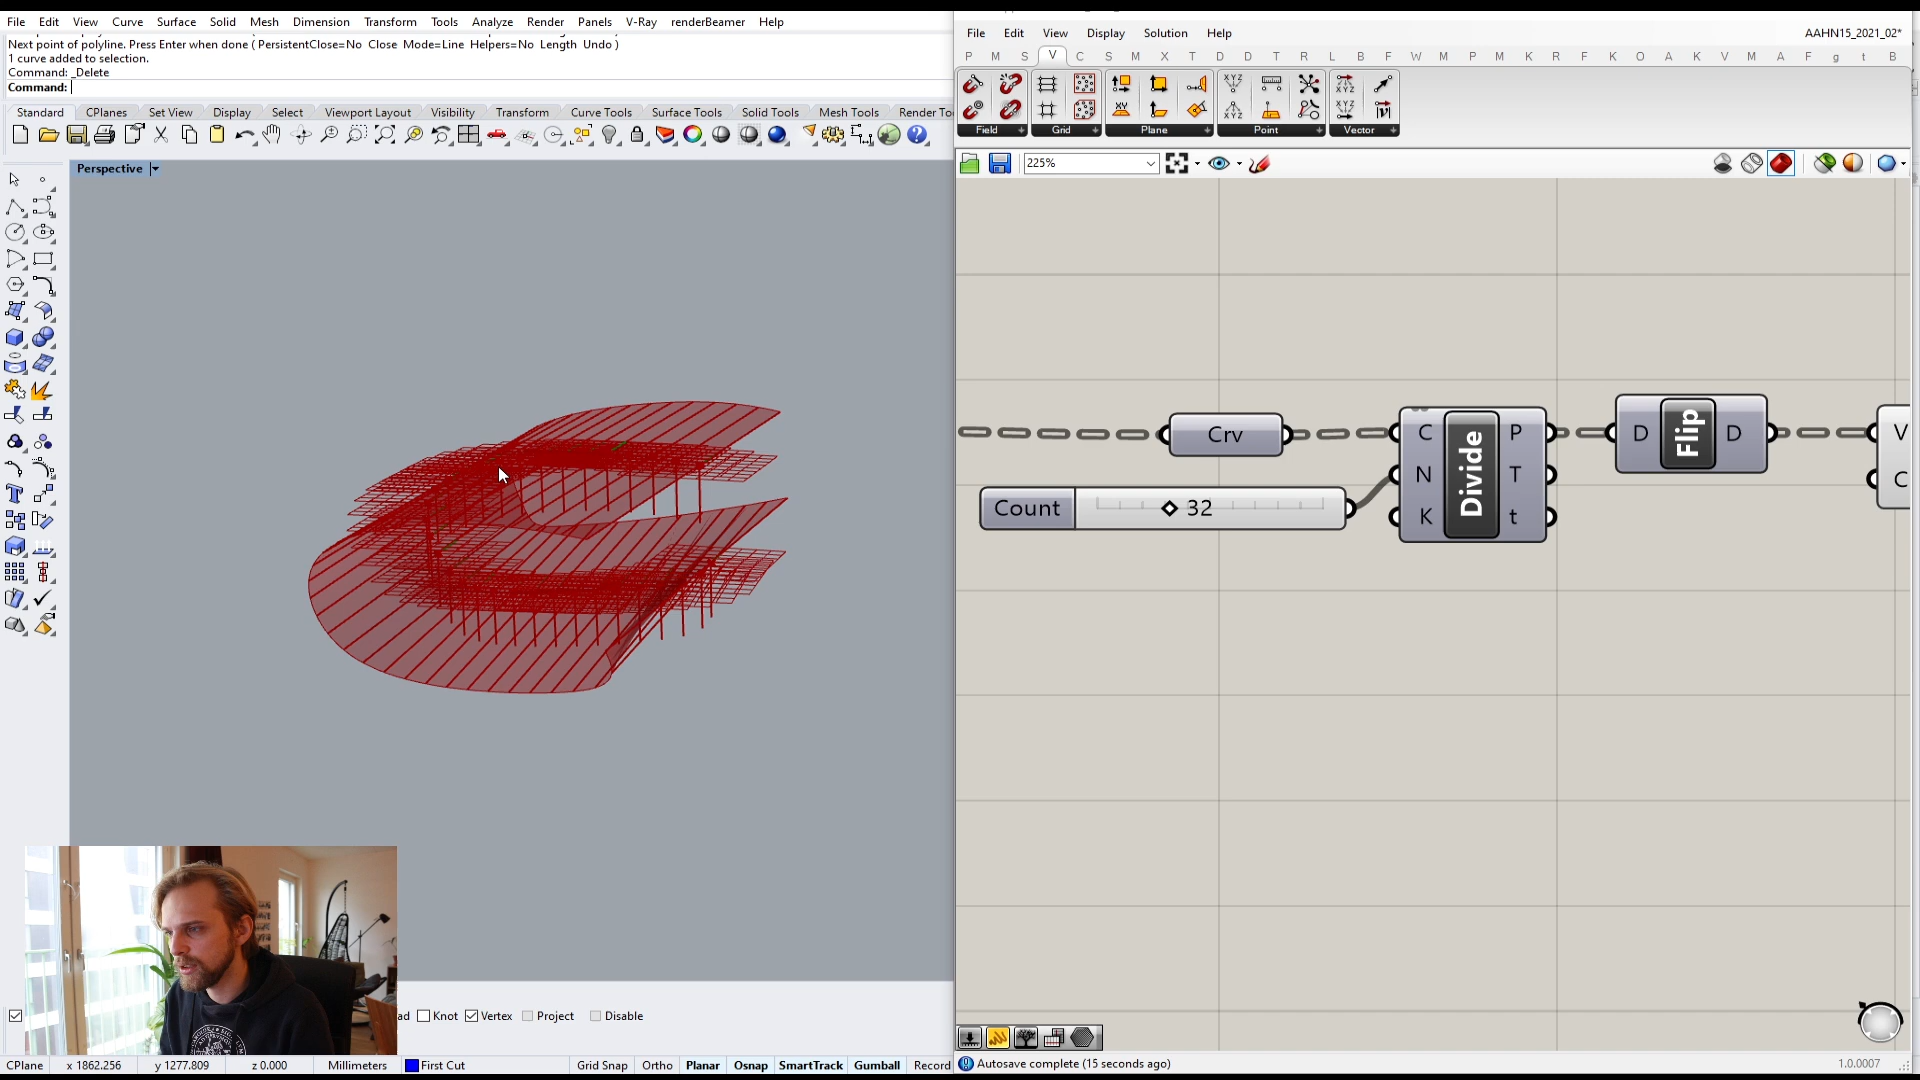 File Edit View Curve Surface Solid Mesh Dimension Transform Tools Analyze Render Panels V-Ray renderBeamer Help
Next point of polyline. Press Enter when done ( PersistentClose=No Close Mode=Line Helpers=No Length Undo )
1 curve added to selection.
Command: _Delete
Command:
Standard CPlanes Set View Display Select Viewport Layout Visibility Transform Curve Tools Surface Tools Solid Tools Mesh Tools Render To
Perspective
File Edit View Display Solution Help
AAHN15_2021_02*
P M S V C S M X T D D T R L B F W M P M K R F K O A K V M A F g t B
Field Grid Plane Point Vector
225%
Crv
Count 32
C N K Divide P T t
D Flip D
V
C
ad Knot Vertex Project Disable
CPlane x 1862.256 y 1277.809 z 0.000 Millimeters First Cut Grid Snap Ortho Planar Osnap SmartTrack Gumball Record
Autosave complete (15 seconds ago)
1.0.0007